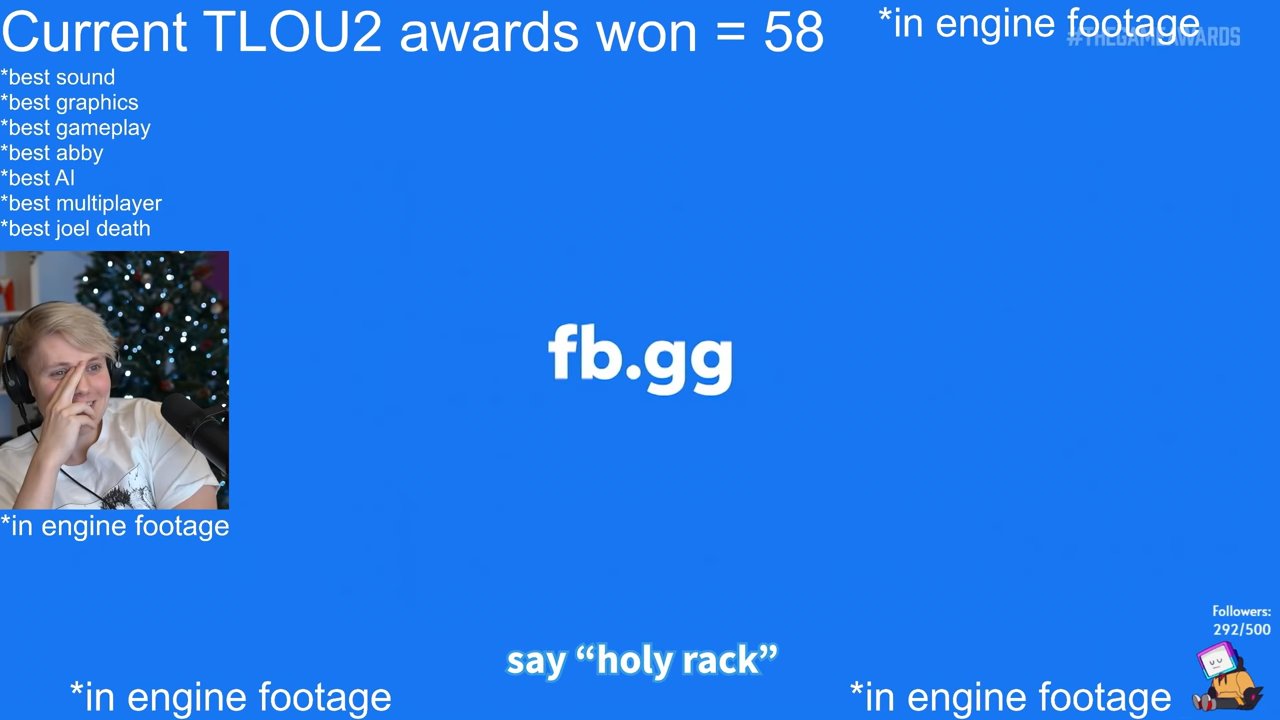 Current TLOU2 awards won = 58
*in engine footage
#THEGAMEAWARDS
*best sound
*best graphics
*best gameplay
*best abby
*best AI
*best multiplayer
*best joel death
fb.gg
*in engine footage
Followers:
292/500
say “holy rack”
*in engine footage
*in engine footage